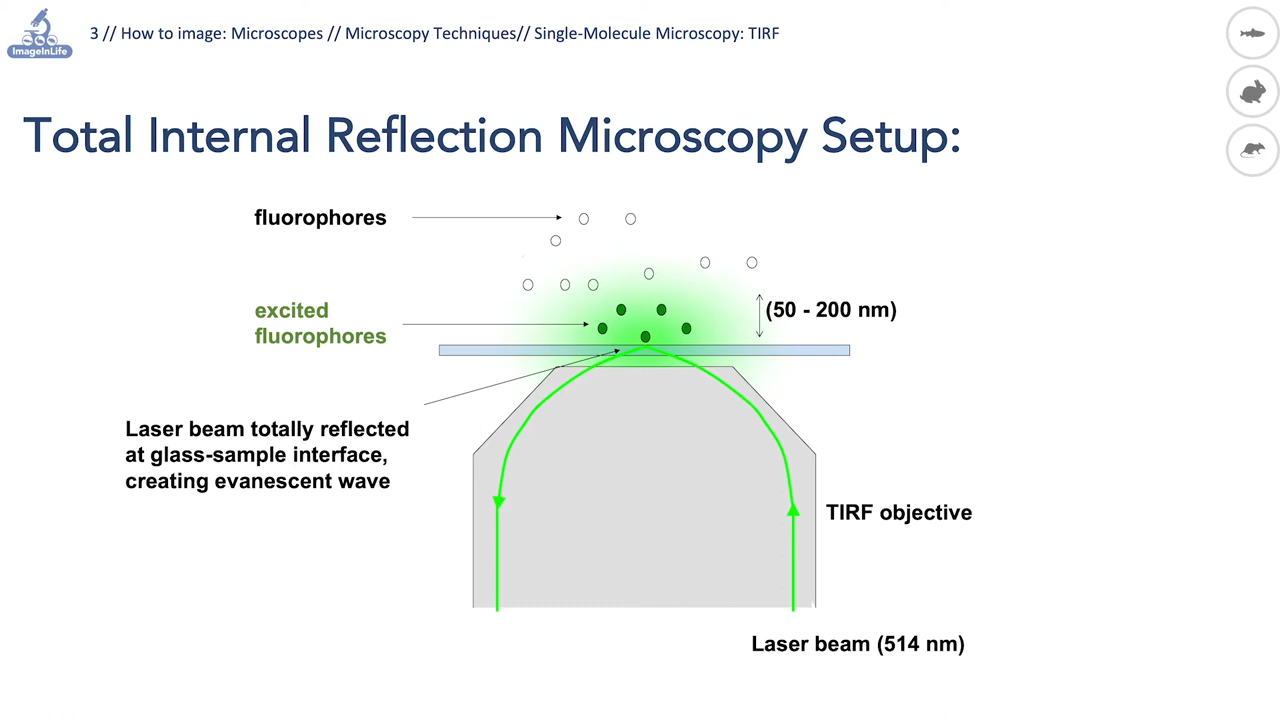 ImageInLife
3 // How to image: Microscopes // Microscopy Techniques// Single-Molecule Microscopy: TIRF
Total Internal Reflection Microscopy Setup:
fluorophores
excited
fluorophores
(50 - 200 nm)
Laser beam totally reflected
at glass-sample interface,
creating evanescent wave
TIRF objective
Laser beam (514 nm)